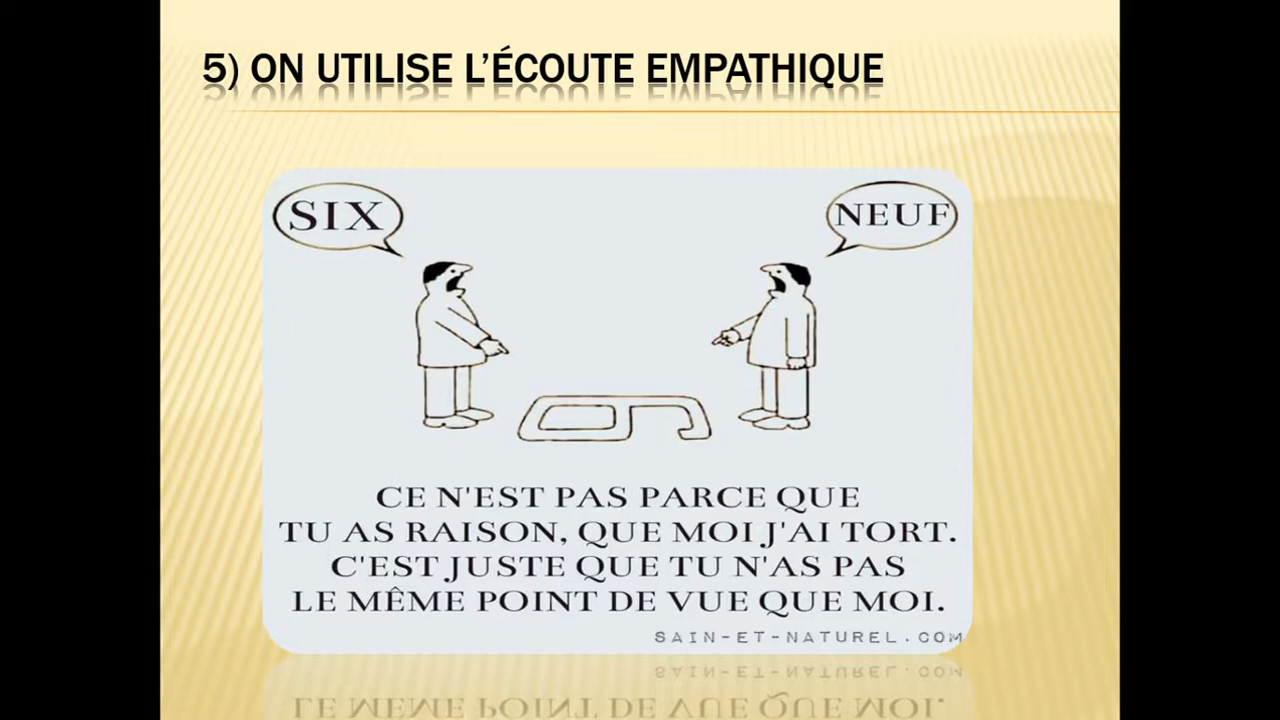 5) ON UTILISE L’ÉCOUTE EMPATHIQUE
SIX
NEUF
CE N'EST PAS PARCE QUE
TU AS RAISON, QUE MOI J'AI TORT.
C'EST JUSTE QUE TU N'AS PAS
LE MÊME POINT DE VUE QUE MOI.
SAIN-ET-NATUREL.COM